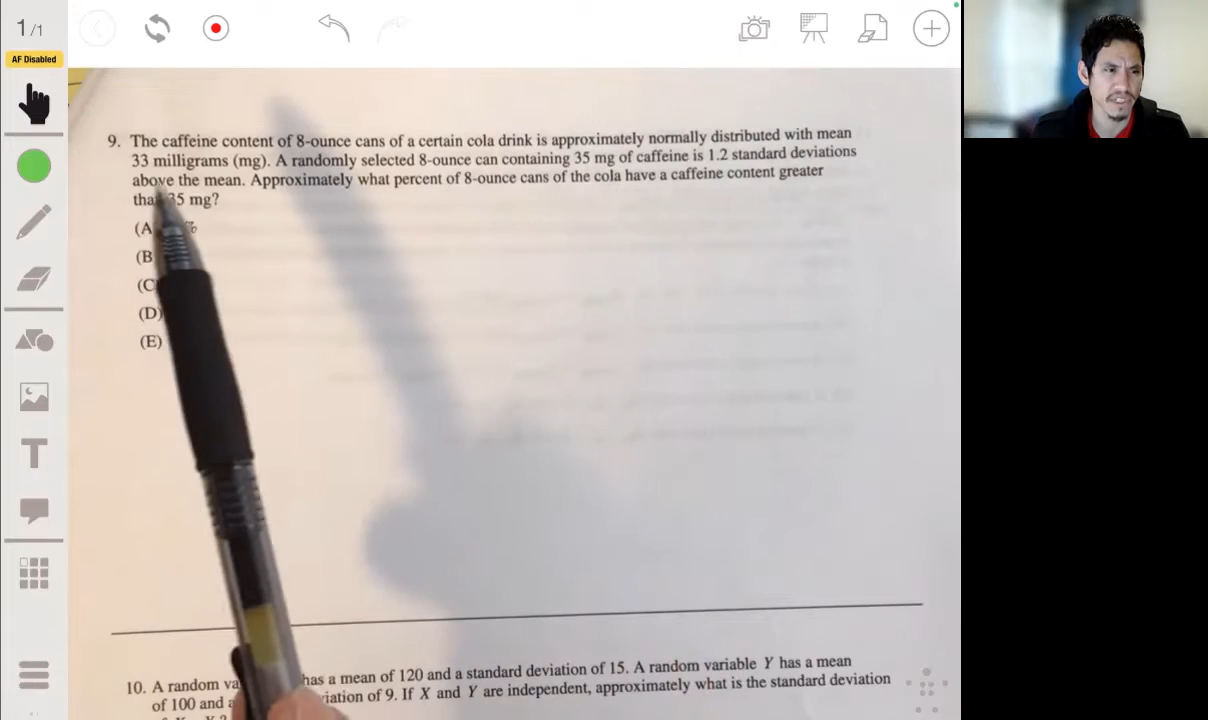 1/1
AF Disabled
9. The caffeine content of 8-ounce cans of a certain cola drink is approximately normally distributed with mean
33 milligrams (mg). A randomly selected 8-ounce can containing 35 mg of caffeine is 1.2 standard deviations
above the mean. Approximately what percent of 8-ounce cans of the cola have a caffeine content greater
35 mg?
(A
(B
(C
(D)
(E)
T
10. A random has a mean of 120 and a standard deviation of 15. A random variable Y has a mean
of 100 and of 9. If X and Y are independent, approximately what is the standard deviation